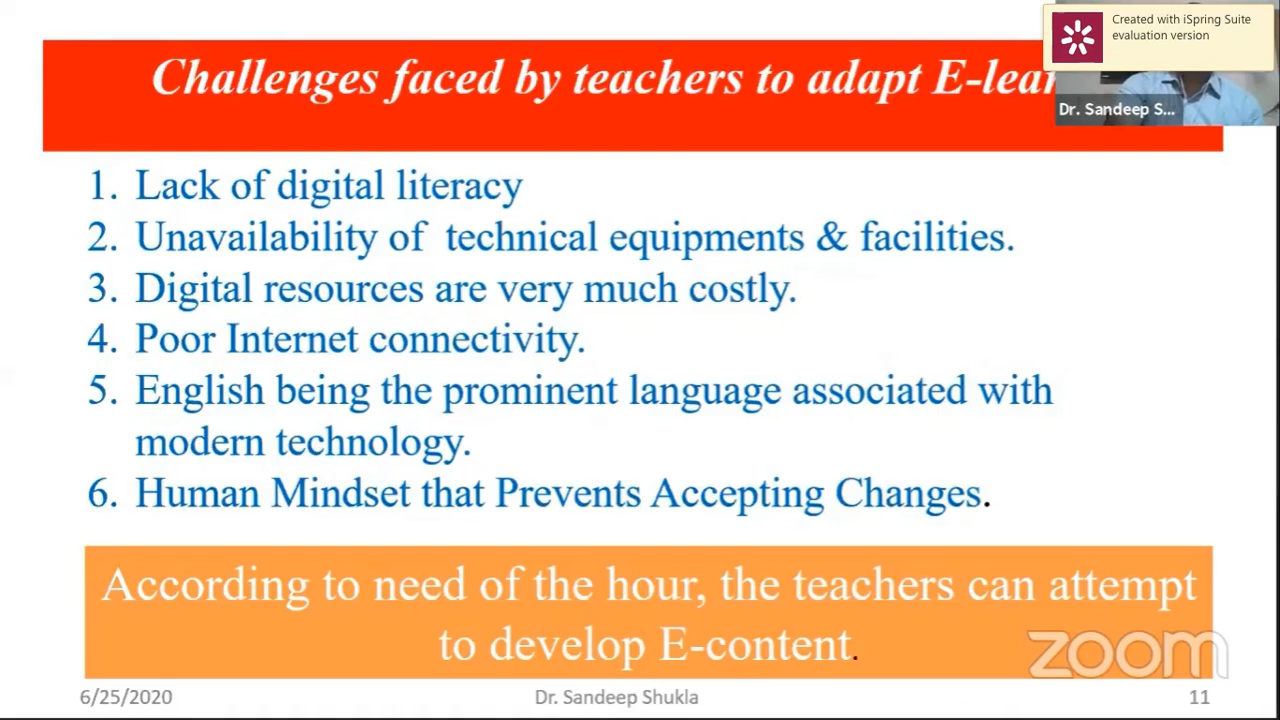 Created with iSpring Suite
evaluation version
Challenges faced by teachers to adapt
Dr. Sandeep S...
1. Lack of digital literacy
2. Unavailability of technical equipments & facilities.
3. Digital resources are very much costly.
4. Poor Internet connectivity.
5. English being the prominent language associated with
modern technology.
6. Human Mindset that Prevents Accepting Changes.
According to need of the hour, the teachers can attempt
to develop E-content.
zoom
6/25/2020
Dr. Sandeep Shukla
11